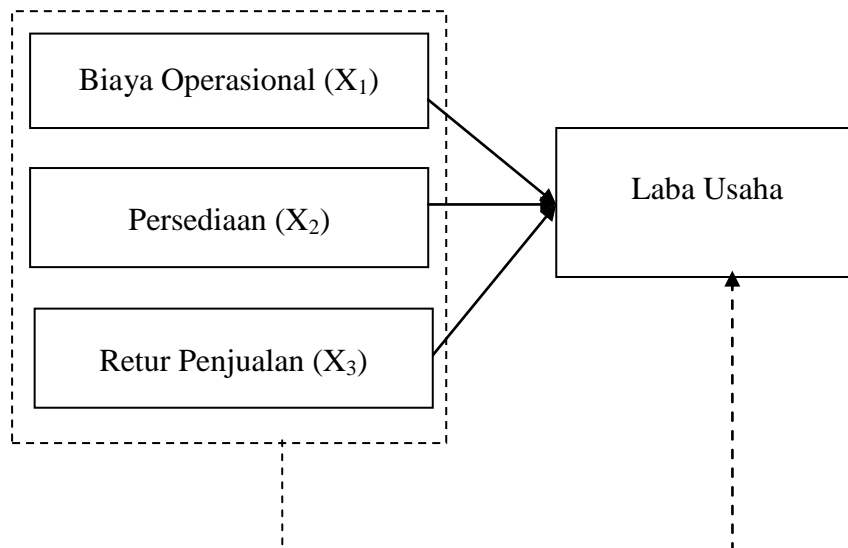 Biaya Operasional (X₁)
Persediaan (X₂)
Retur Penjualan (X₃)
Laba Usaha